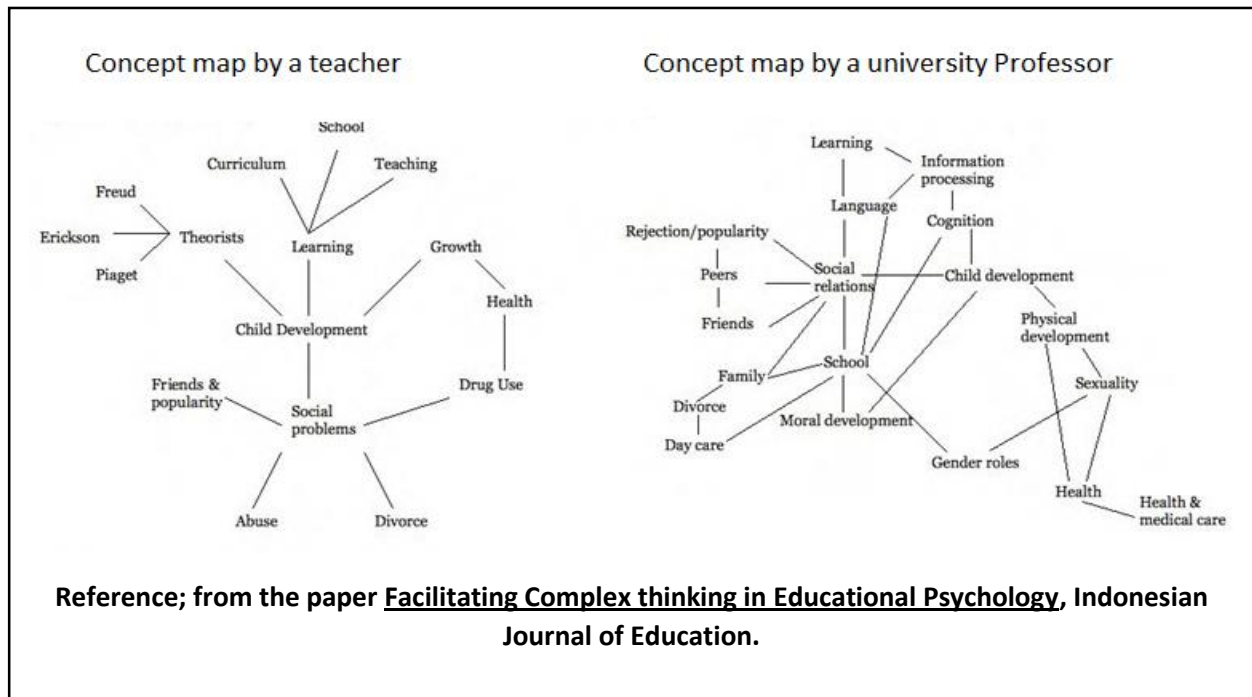 Concept map by a teacher
School
Curriculum
Teaching
Freud
Erickson
Theorists
Piaget
Learning
Growth
Health
Child Development
Friends &
popularity
Social
problems
Drug Use
Abuse
Divorce
Concept map by a university Professor
Learning
Information
processing
Language
Cognition
Rejection/popularity
Peers
Social
relations
Child development
Friends
Physical
development
School
Family
Sexuality
Divorce
Moral development
Day care
Gender roles
Health
Health &
medical care
Reference; from the paper Facilitating Complex thinking in Educational Psychology, Indonesian
Journal of Education.